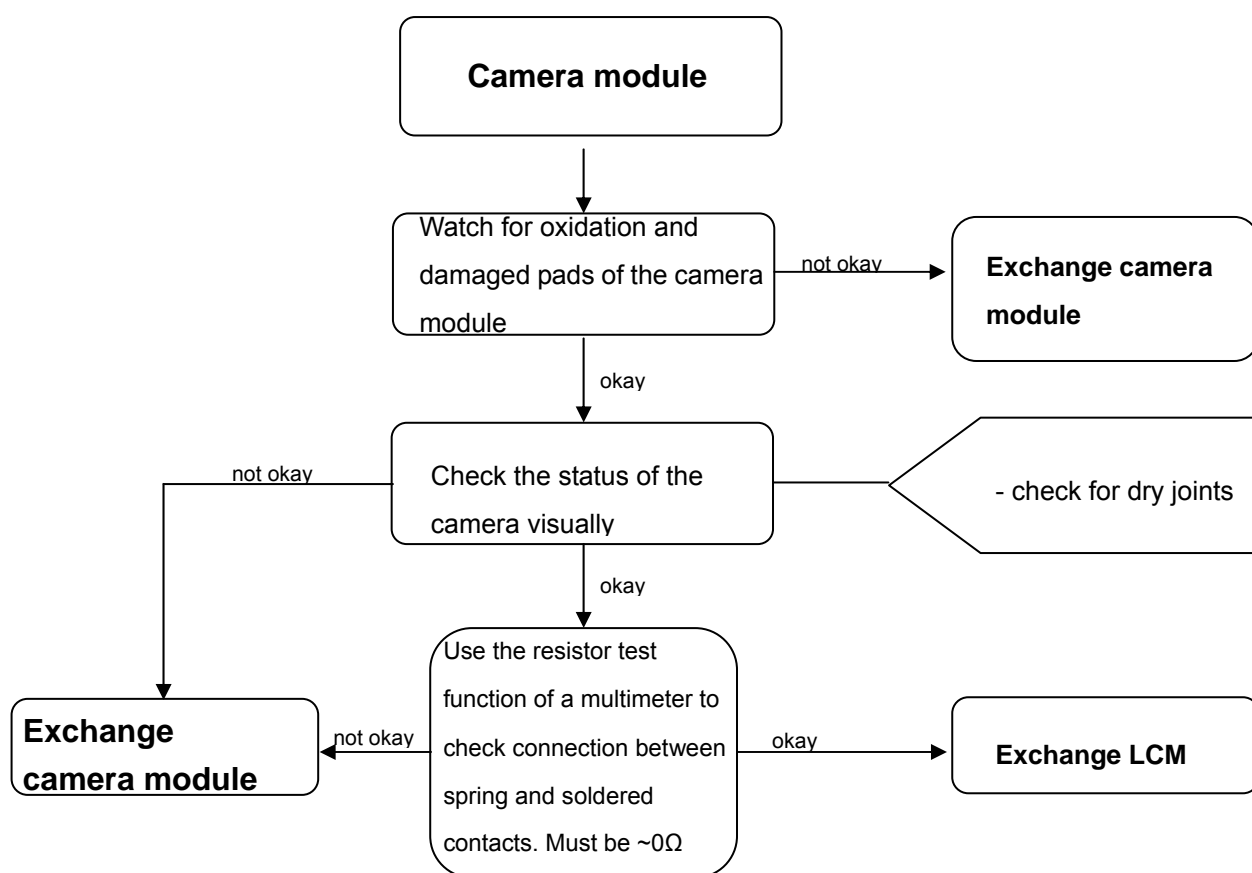 Camera module
Watch for oxidation and
damaged pads of the camera
module
not okay
Exchange camera
module
okay
not okay
Check the status of the
camera visually
- check for dry joints
okay
Use the resistor test
function of a multimeter to
check connection between
spring and soldered
contacts. Must be ~0Ω
not okay
Exchange
camera module
okay
Exchange LCM